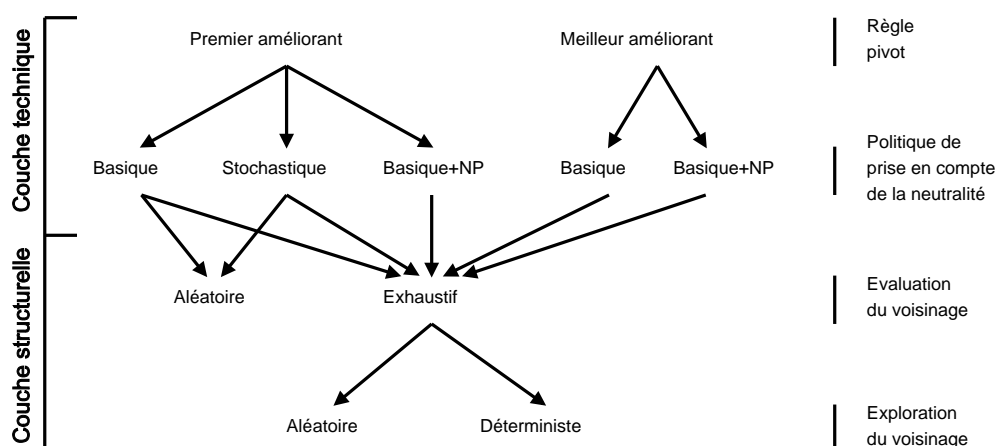 Couche technique
Premier améliorant
Meilleur améliorant
Règle
pivot
Basique
Stochastique
Basique+NP
Basique
Basique+NP
Politique de
prise en compte
de la neutralité
Couche structurelle
Aléatoire
Exhaustif
Evaluation
du voisinage
Aléatoire
Déterministe
Exploration
du voisinage